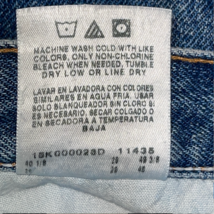 MACHINE WASH COLD WITH LIKE
COLORS, ONLY NON-CHLORINE
BLEACH WHEN NEEDED, TUMBLE
DRY LOW OR LINE DRY
LAVAR EN LAVADORA CON COLORES
SIMILARES EN AGUA FRIA. USAR
SOLO BLANQUEADOR SIN CLORO SI
ES NECESARIO, SECAR COLGADO O
EN SECADORA A TEMPERATURA
BAJA
11435